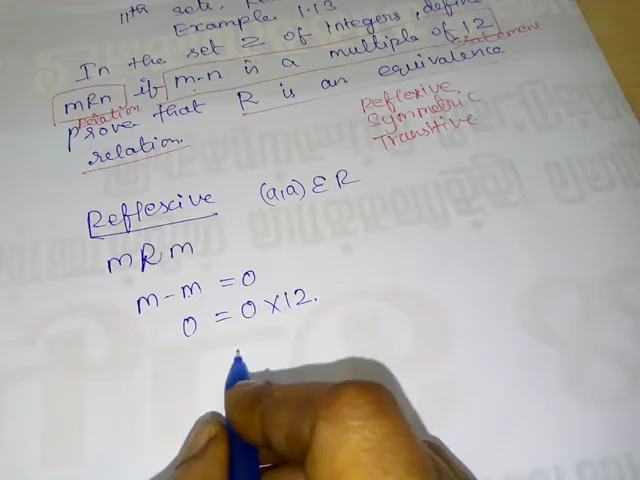 11th sets,
Example. 1.13
In the set Z of integers, define
mRn if m-n is a multiple of 12
relation statement
prove that R is an equivalence
relation.
Reflexive
Symmetric
Transitive
Reflexive (a,a) ε R
mRm
m-m = 0
0 = 0 × 12.